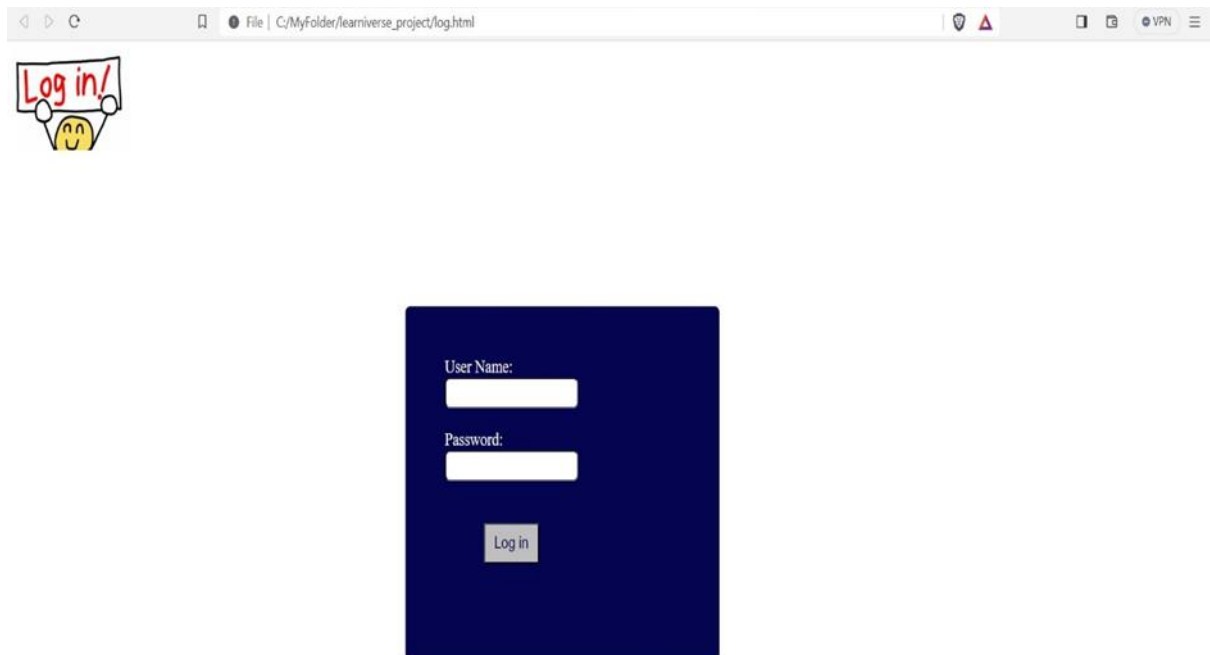 File | C:/MyFolder/learniverse_project/log.html
VPN
Log in!
User Name:
Password:
Log in